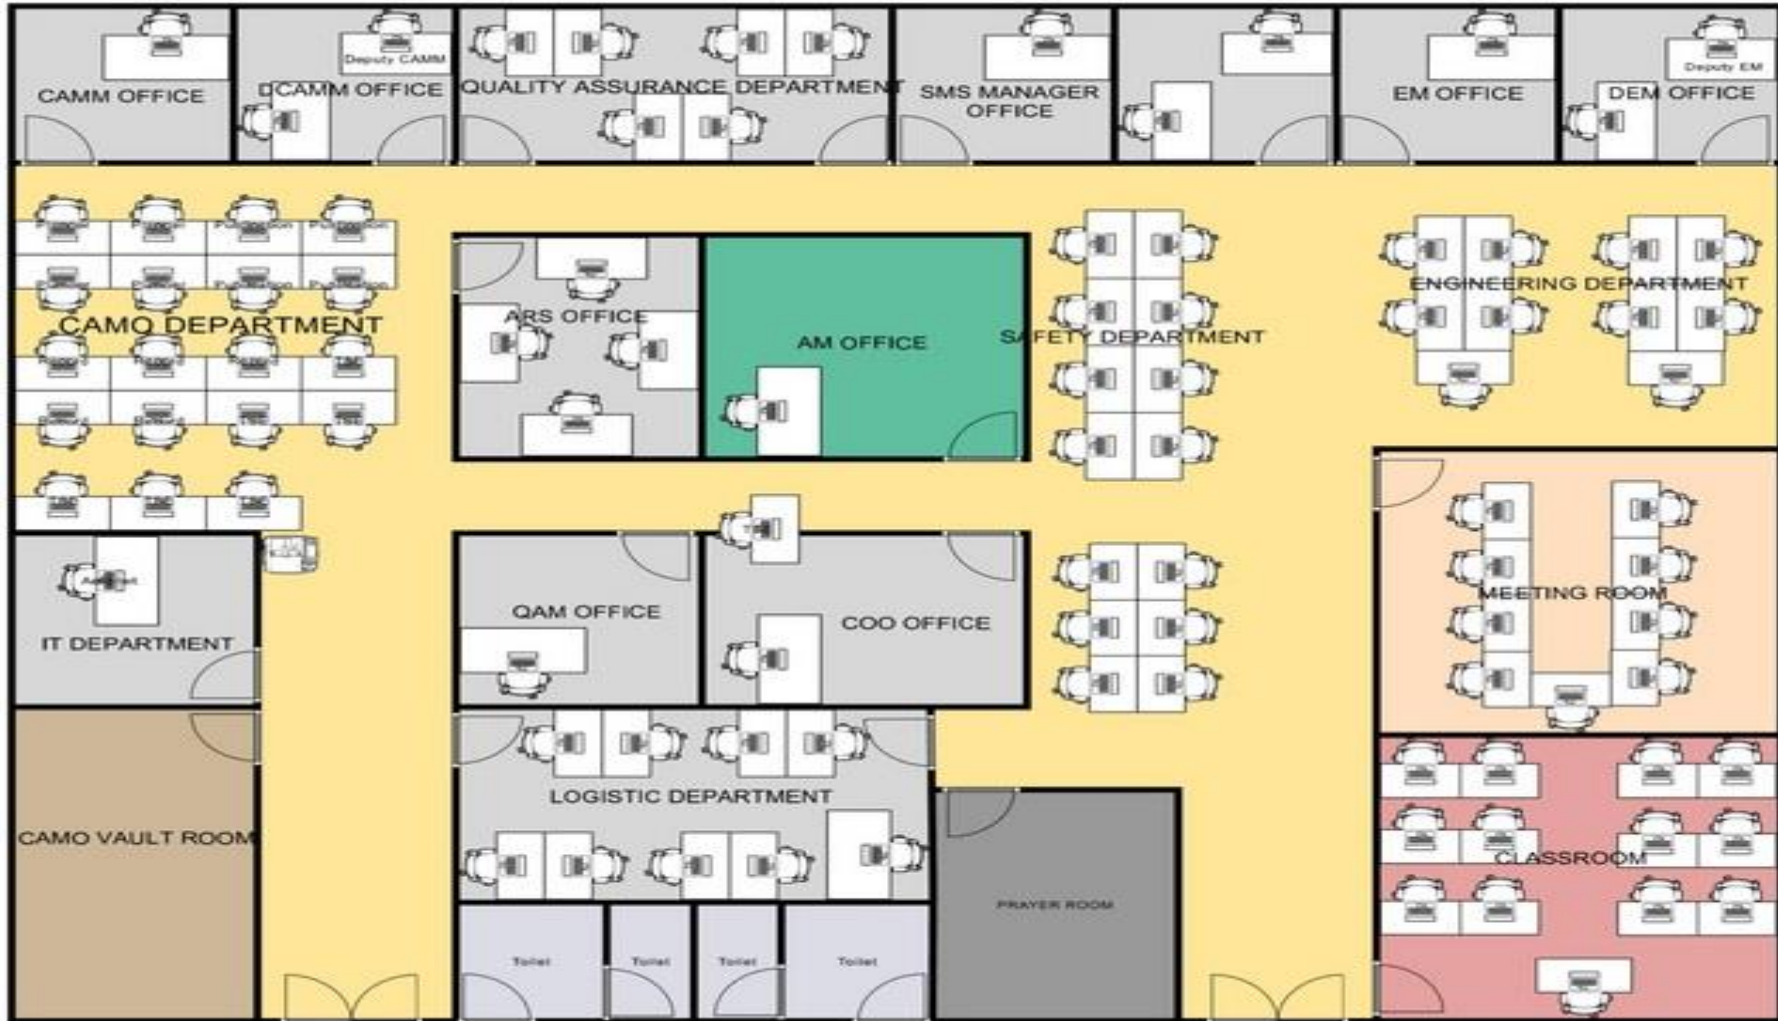 Deputy CAMM
Deputy EM
CAMM OFFICE
DCAMM OFFICE
QUALITY ASSURANCE DEPARTMENT
SMS MANAGER
OFFICE
EM OFFICE
DEM OFFICE
CAMO DEPARTMENT
ARS OFFICE
AM OFFICE
SAFETY DEPARTMENT
ENGINEERING DEPARTMENT
IT DEPARTMENT
QAM OFFICE
COO OFFICE
MEETING ROOM
CAMO VAULT ROOM
LOGISTIC DEPARTMENT
PRAYER ROOM
CLASSROOM
Toilet
Toilet
Toilet
Toilet